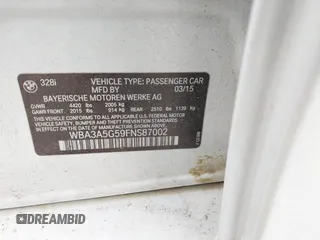 328i
VEHICLE TYPE: PASSENGER CAR
MFD BY 03/15
BAYERISCHE MOTOREN WERKE AG
GVWR 4420 lbs 2005 kg
GAWR FRONT 2015 lbs 914 kg REAR 2510 lbs 1139 kg
THIS VEHICLE CONFORMS TO ALL APPLICABLE U.S. FEDERAL MOTOR
VEHICLE SAFETY, BUMPER, AND THEFT PREVENTION STANDARDS
IN EFFECT ON THE DATE OF MANUFACTURE SHOWN ABOVE.
WBA3A5G59FNS87002
DREAMBID